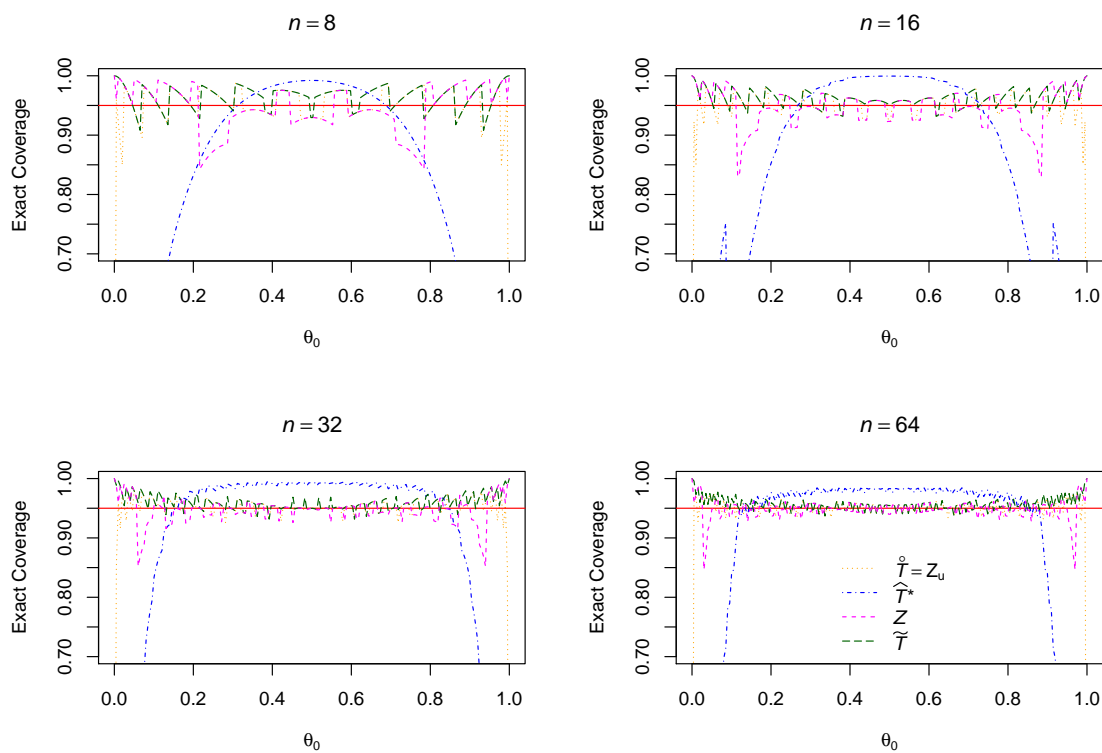 n = 8
Exact Coverage
0.70 0.80 0.90 1.00
0.0 0.2 0.4 0.6 0.8 1.0
θ₀
n = 16
Exact Coverage
0.70 0.80 0.90 1.00
0.0 0.2 0.4 0.6 0.8 1.0
θ₀
n = 32
Exact Coverage
0.70 0.80 0.90 1.00
0.0 0.2 0.4 0.6 0.8 1.0
θ₀
n = 64
Exact Coverage
0.70 0.80 0.90 1.00
T̊ = Zᵤ
T̂*
Z
T̃
0.0 0.2 0.4 0.6 0.8 1.0
θ₀